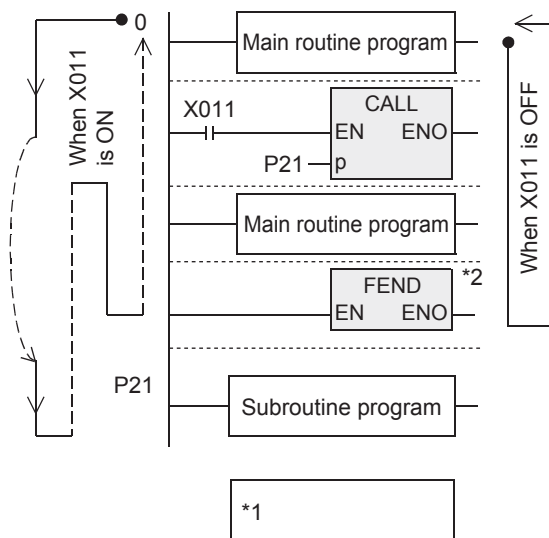 0
Main routine program
When X011
is ON
X011
CALL
EN ENO
P21
p
When X011 is OFF
Main routine program
*2
FEND
EN ENO
P21
Subroutine program
*1